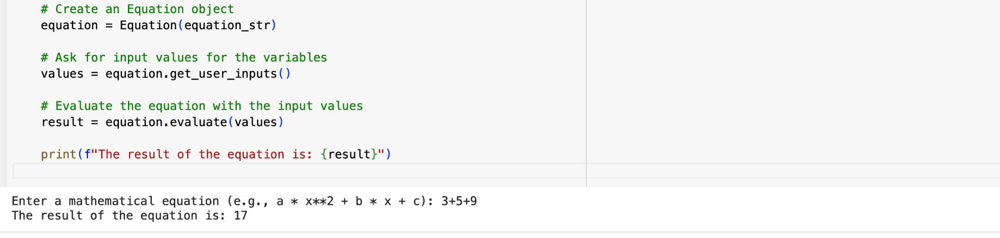 # Create an Equation object
equation = Equation(equation_str)
# Ask for input values for the variables
values = equation.get_user_inputs()
# Evaluate the equation with the input values
result = equation.evaluate(values)
print(f"The result of the equation is: {result}")
Enter a mathematical equation (e.g., a * x**2 + b * x + c): 3+5+9
The result of the equation is: 17